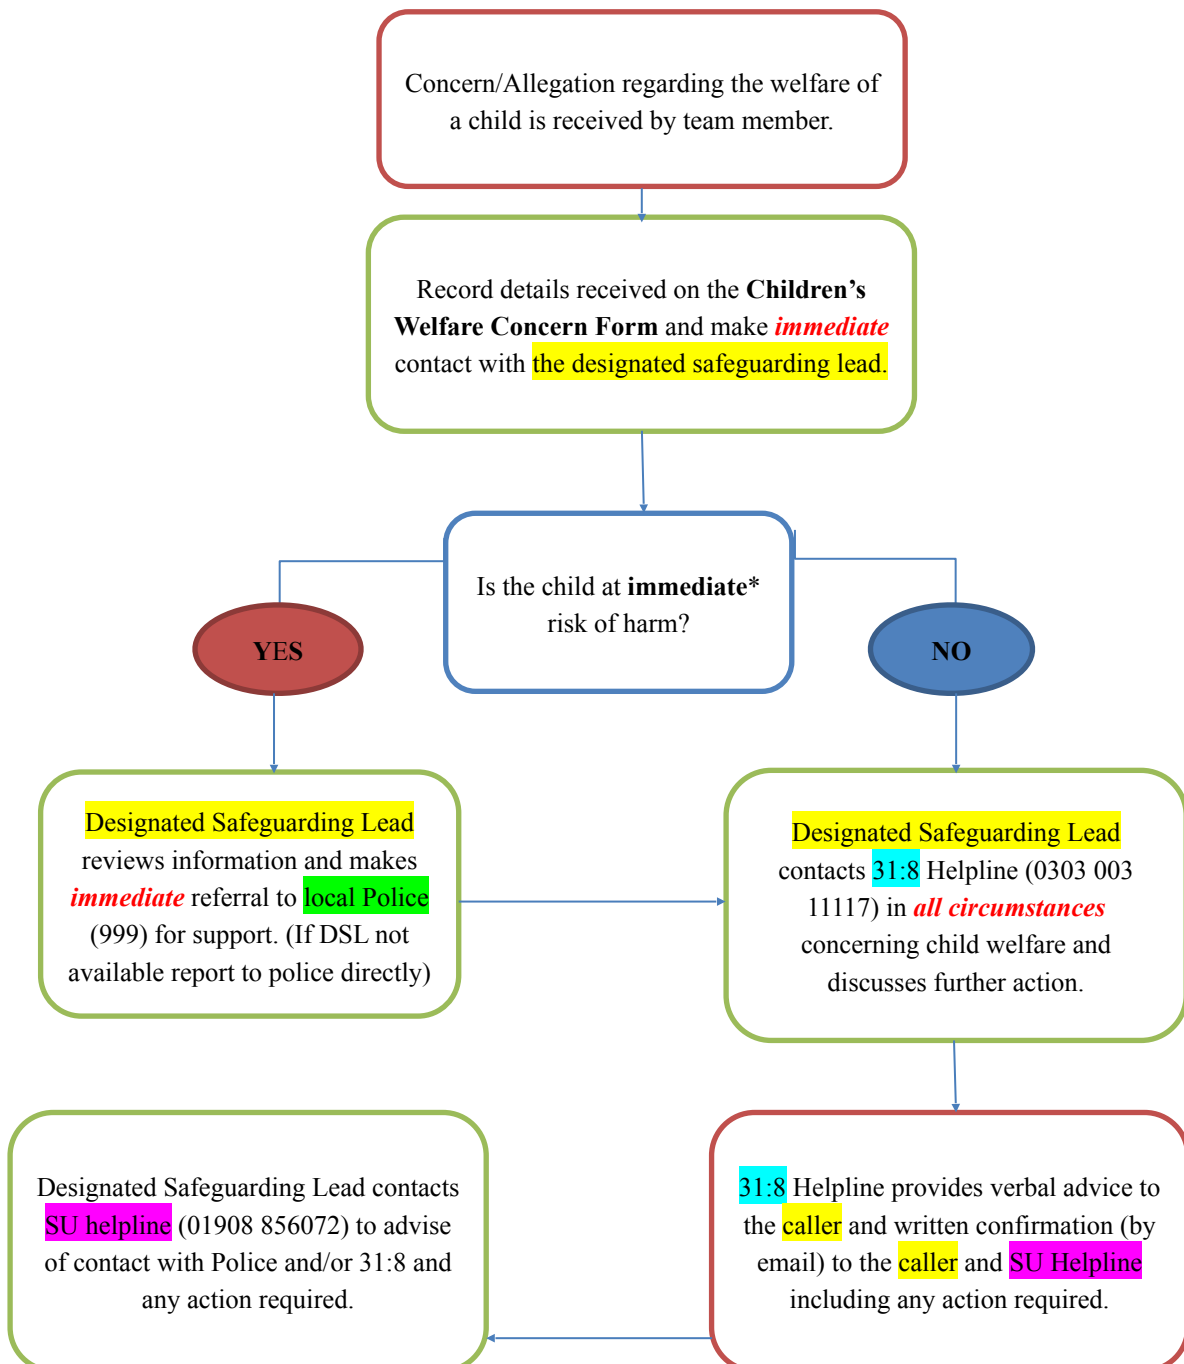 Concern/Allegation regarding the welfare of
a child is received by team member.
Record details received on the Children’s
Welfare Concern Form and make immediate
contact with the designated safeguarding lead.
Is the child at immediate*
risk of harm?
YES
NO
Designated Safeguarding Lead
reviews information and makes
immediate referral to local Police
(999) for support. (If DSL not
available report to police directly)
Designated Safeguarding Lead
contacts 31:8 Helpline (0303 003
11117) in all circumstances
concerning child welfare and
discusses further action.
31:8 Helpline provides verbal advice to
the caller and written confirmation (by
email) to the caller and SU Helpline
including any action required.
Designated Safeguarding Lead contacts
SU helpline (01908 856072) to advise
of contact with Police and/or 31:8 and
any action required.